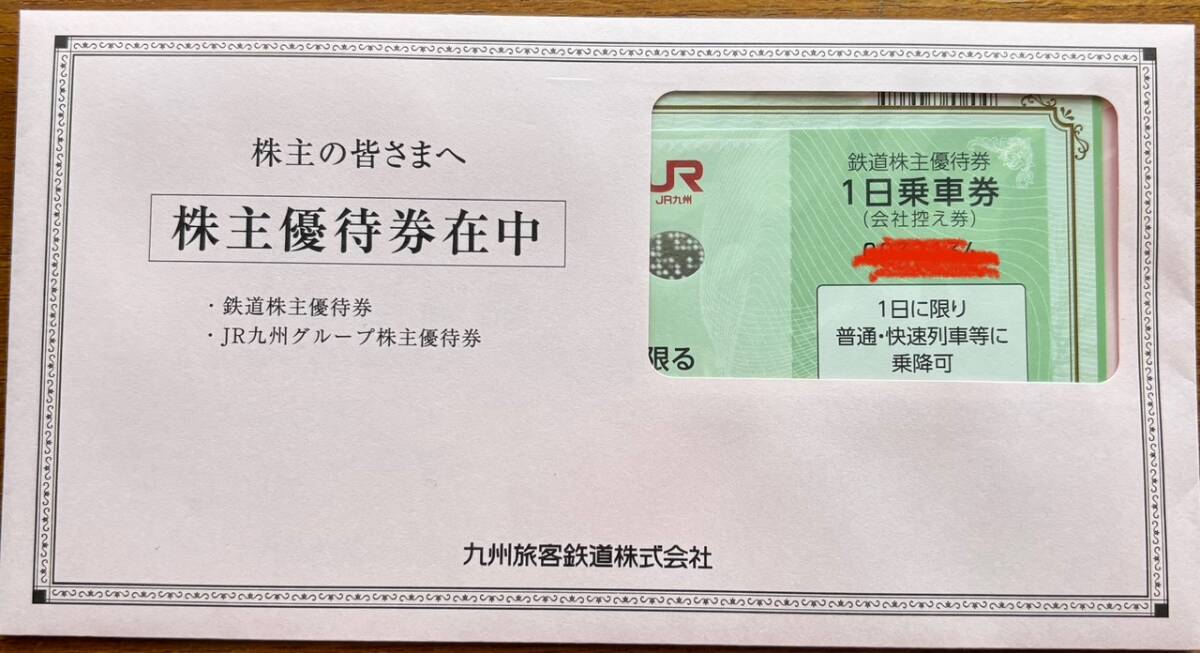 株主の皆さまへ
株主優待券在中
・鉄道株主優待券
・JR九州グループ株主優待券
JR
JR九州
限る
鉄道株主優待券
1日乗車券
(会社控え券)
1日に限り
普通・快速列車等に
乗降可
九州旅客鉄道株式会社